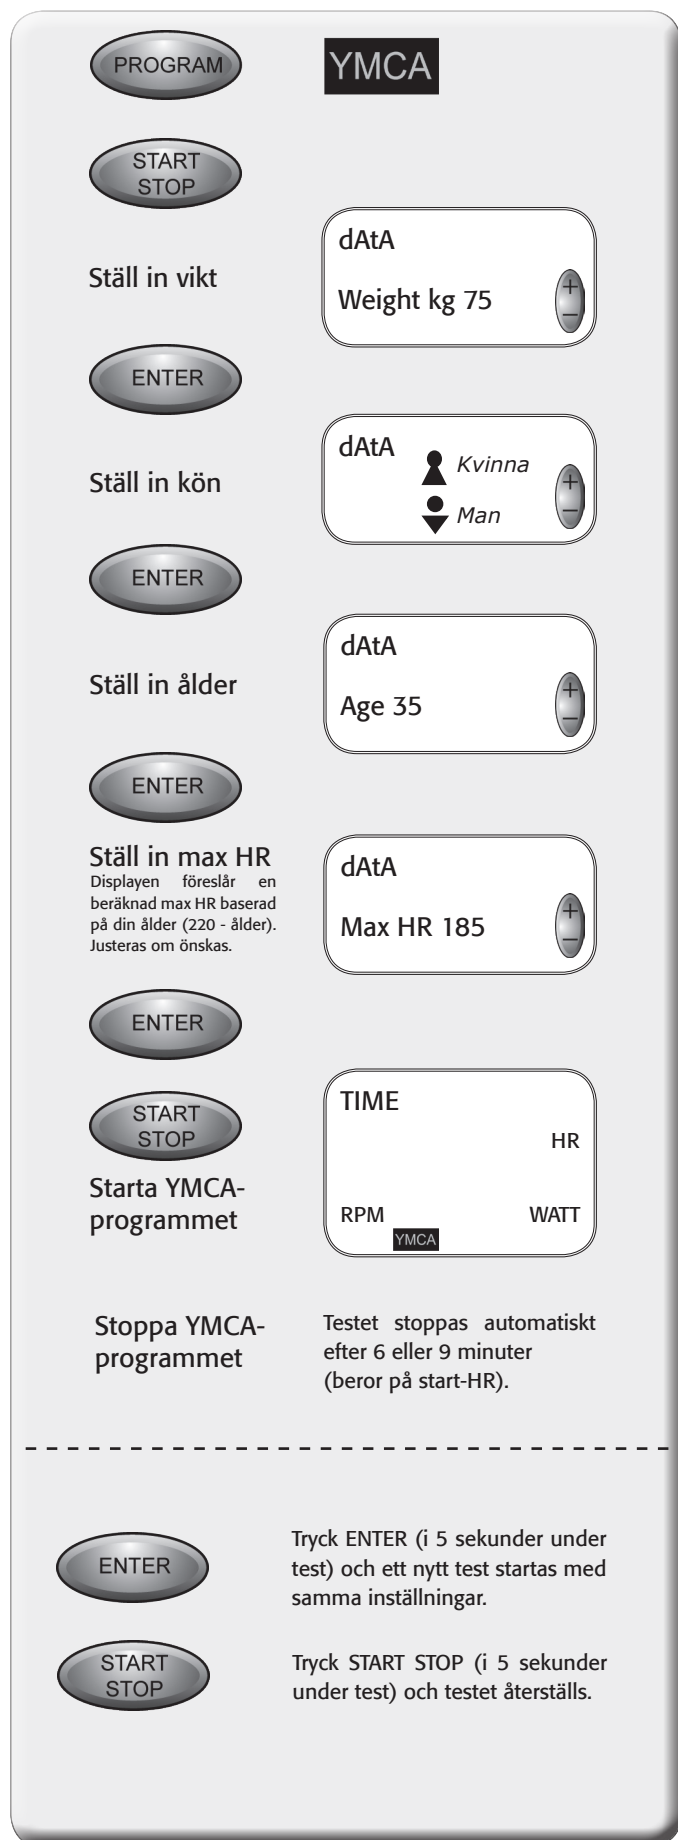 PROGRAM
YMCA
START
STOP
dAtA
Ställ in vikt
Weight kg 75
+
−
ENTER
dAtA
Kvinna
Ställ in kön
+
−
Man
ENTER
dAtA
Ställ in ålder
Age 35
+
−
ENTER
Ställ in max HR
Displayen föreslår en
beräknad max HR baserad
på din ålder (220 - ålder).
Justeras om önskas.
dAtA
Max HR 185
+
−
ENTER
START
STOP
Starta YMCA-
programmet
TIME
HR
RPM
WATT
YMCA
Stoppa YMCA-
programmet
Testet stoppas automatiskt
efter 6 eller 9 minuter
(beror på start-HR).
ENTER
Tryck ENTER (i 5 sekunder under
test) och ett nytt test startas med
samma inställningar.
START
STOP
Tryck START STOP (i 5 sekunder
under test) och testet återställs.